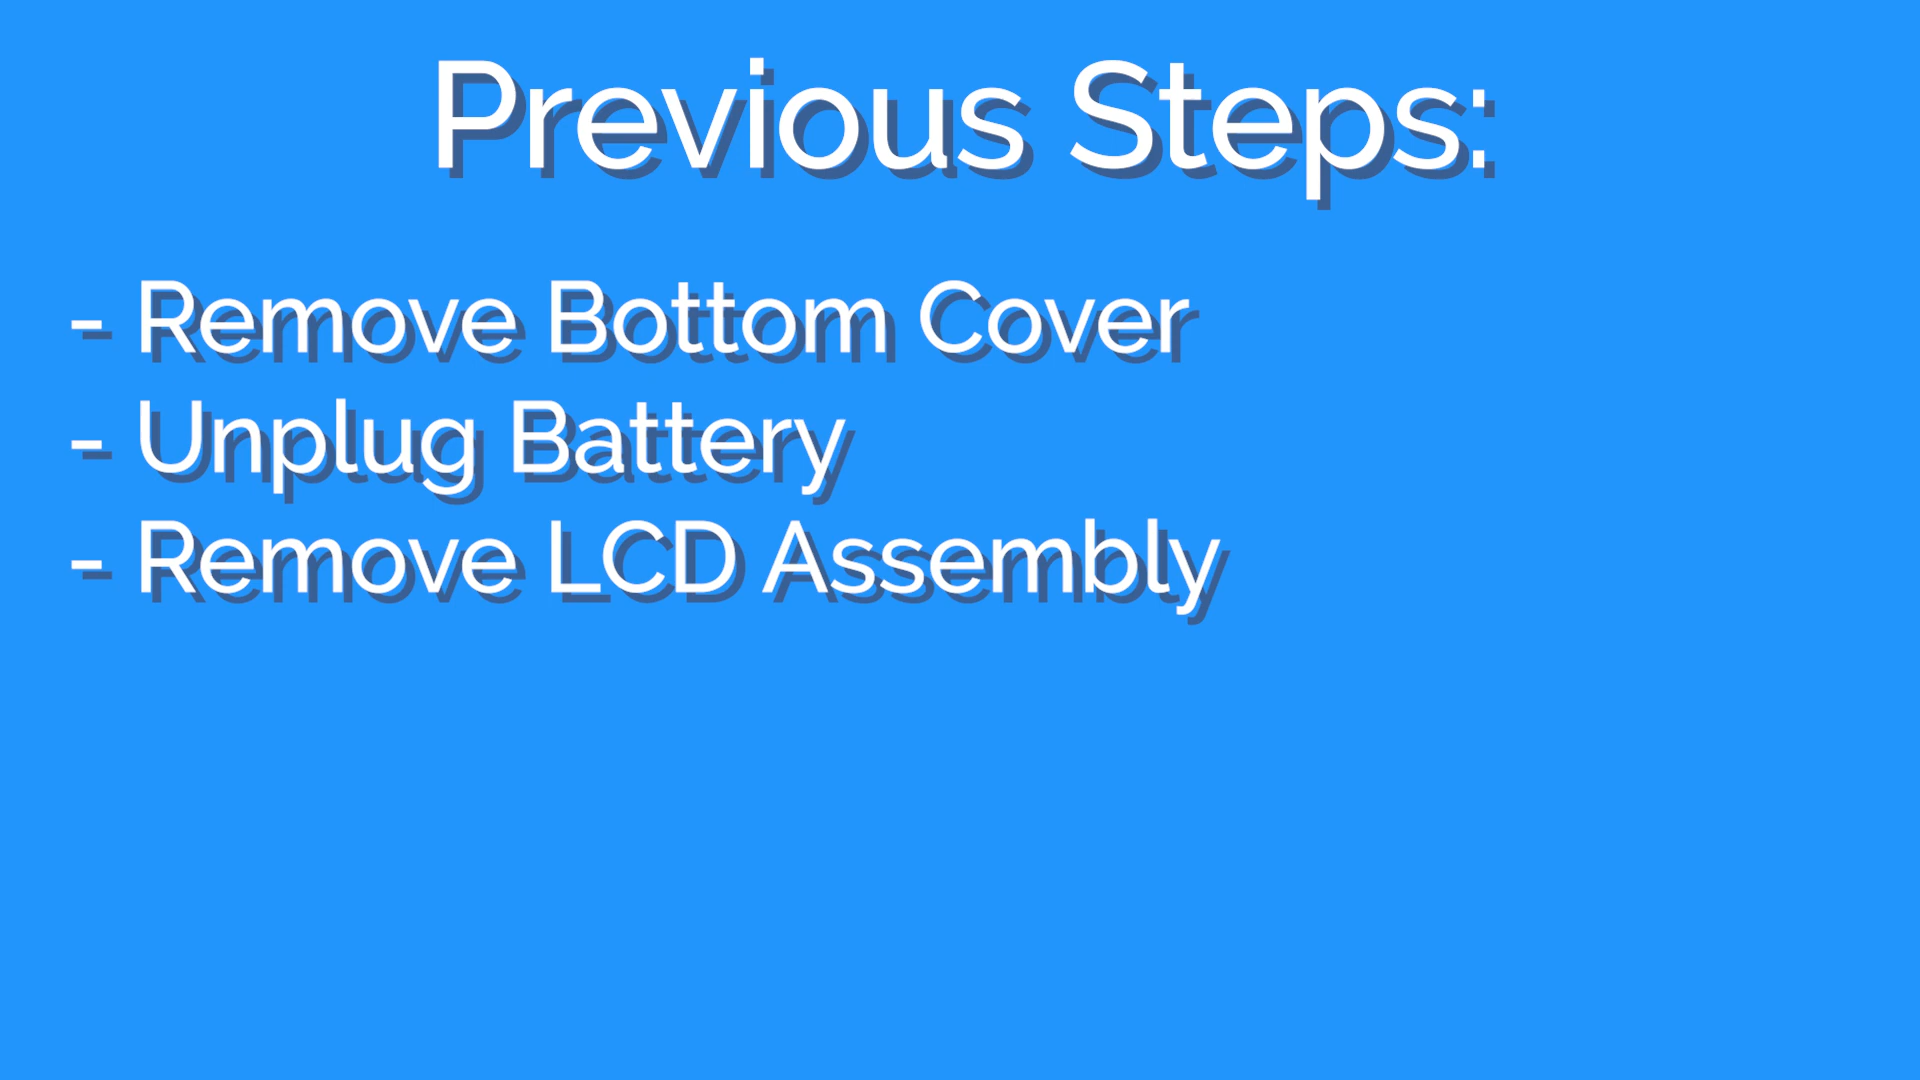 Previous Steps:
- Remove Bottom Cover
- Unplug Battery
- Remove LCD Assembly